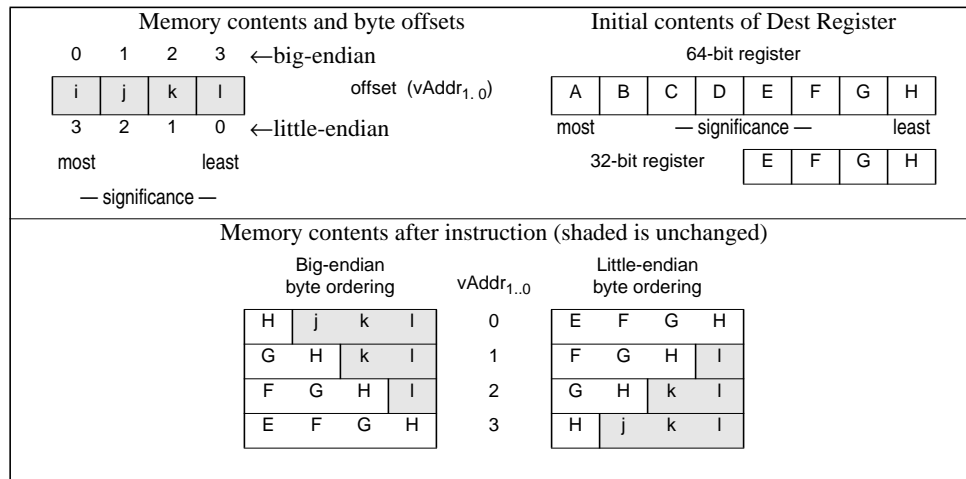 Memory contents and byte offsets
Initial contents of Dest Register
0 1 2 3 ←big-endian
64-bit register
i j k l
offset (vAddr1. 0)
A B C D E F G H
3 2 1 0 ←little-endian
most — significance — least
most least
32-bit register E F G H
— significance —
Memory contents after instruction (shaded is unchanged)
Big-endian
byte ordering
vAddr1..0
Little-endian
byte ordering
H j k l 0 E F G H
G H k l 1 F G H l
F G H l 2 G H k l
E F G H 3 H j k l